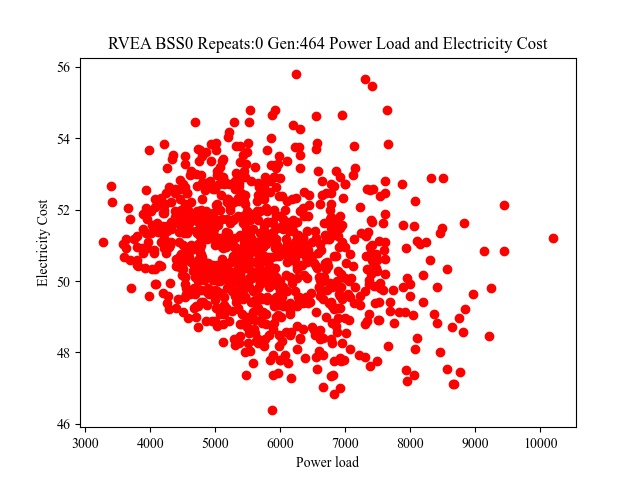 RVEA BSS0 Repeats:0 Gen:464 Power Load and Electricity Cost
Electricity Cost
56
54
52
50
48
46
3000 4000 5000 6000 7000 8000 9000 10000
Power load